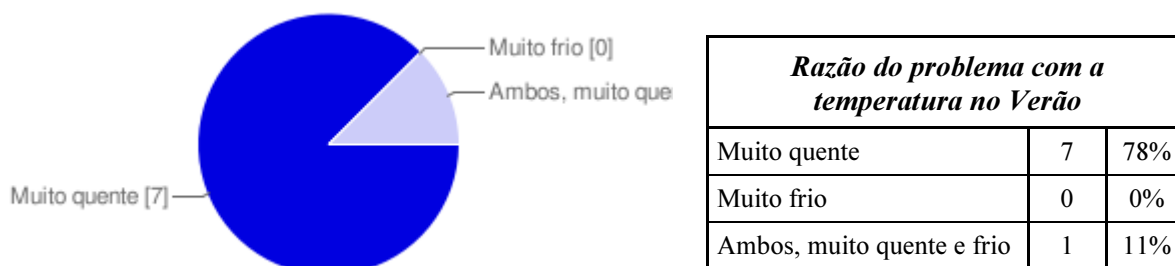 Muito frio [0]
Ambos, muito que
Muito quente [7]
Razão do problema com a
temperatura no Verão
Muito quente 7 78%
Muito frio 0 0%
Ambos, muito quente e frio 1 11%